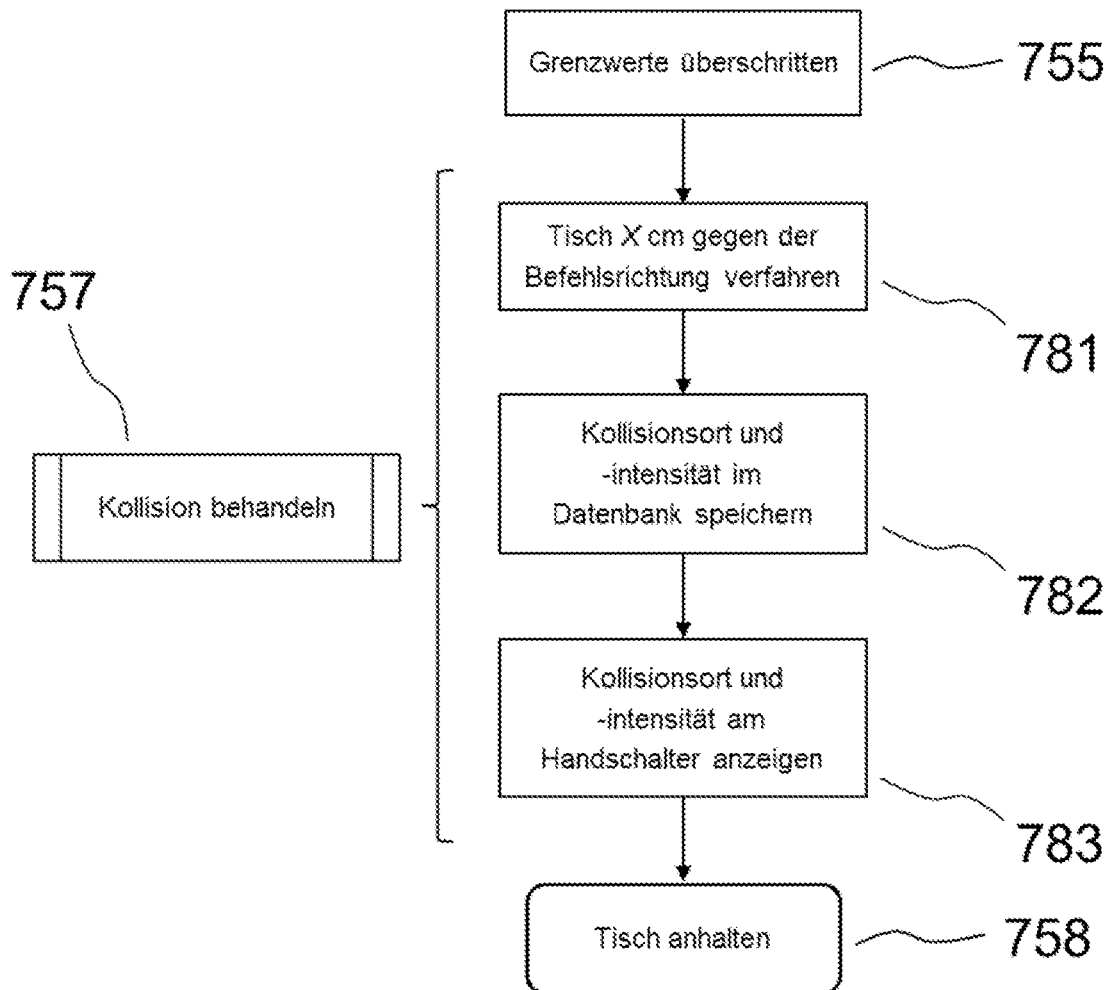 Grenzwerte überschritten
755
Tisch X cm gegen der
Befehlsrichtung verfahren
781
757
Kollision behandeln
Kollisionsort und
-intensität im
Datenbank speichern
782
Kollisionsort und
-intensität am
Handschalter anzeigen
783
Tisch anhalten
758